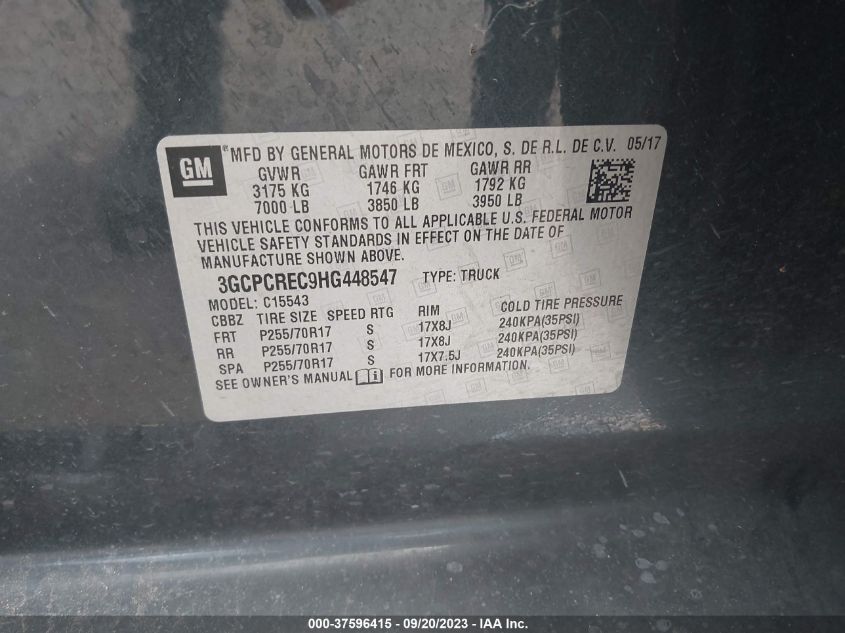 GM ® MFD BY GENERAL MOTORS DE MEXICO, S. DE R.L. DE C.V. 05/17
GVWR GAWR FRT GAWR RR
3175 KG 1746 KG 1792 KG
7000 LB 3850 LB 3950 LB
THIS VEHICLE CONFORMS TO ALL APPLICABLE U.S. FEDERAL MOTOR
VEHICLE SAFETY STANDARDS IN EFFECT ON THE DATE OF
MANUFACTURE SHOWN ABOVE.
3GCPCREC9HG448547 TYPE: TRUCK
MODEL: C15543
CBBZ TIRE SIZE SPEED RTG RIM COLD TIRE PRESSURE
FRT P255/70R17 S 17X8J 240KPA(35PSI)
RR P255/70R17 S 17X8J 240KPA(35PSI)
SPA P255/70R17 S 17X7.5J 240KPA(35PSI)
SEE OWNER'S MANUAL FOR MORE INFORMATION.
000-37596415 - 09/20/2023 - IAA Inc.